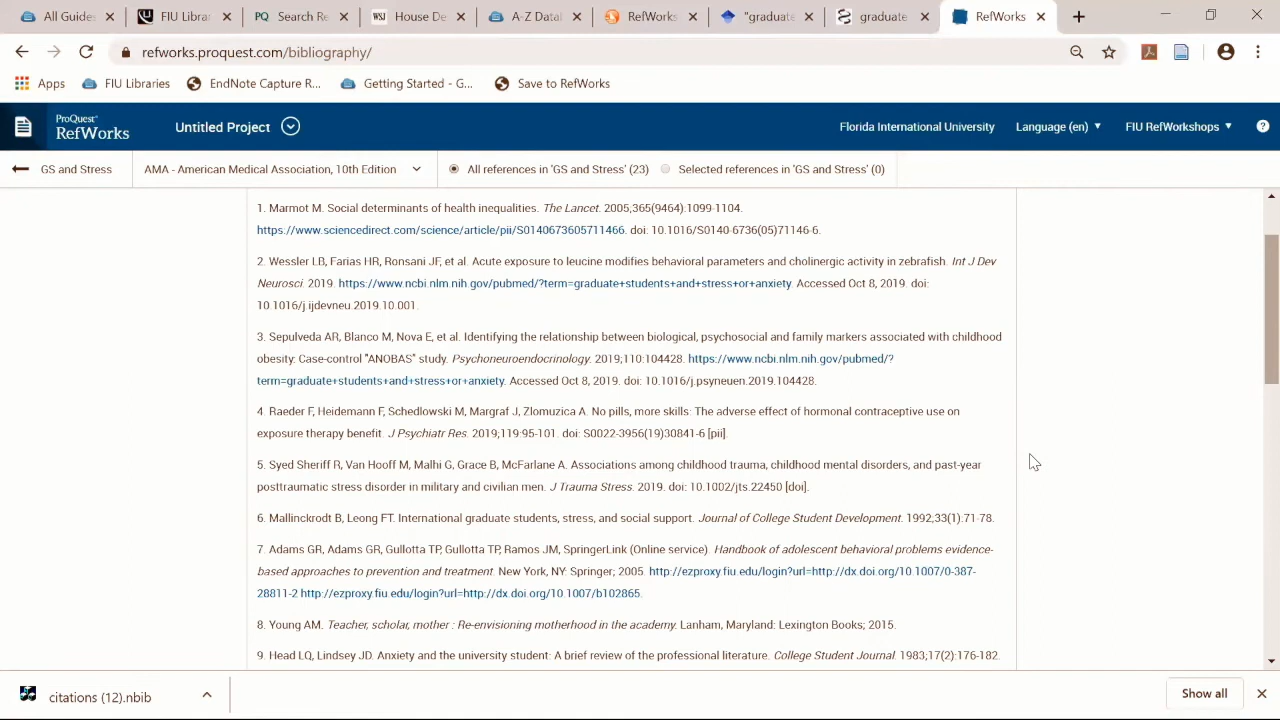 All Guides
FIU Librar
Search Re
House De
A-Z Datab
RefWorks
"graduate
graduate
RefWorks
refworks.proquest.com/bibliography/
Apps
FIU Libraries
EndNote Capture R...
Getting Started - G...
Save to RefWorks
ProQuest
RefWorks
Untitled Project
Florida International University
Language (en)
FIU RefWorkshops
GS and Stress
AMA - American Medical Association, 10th Edition
All references in 'GS and Stress' (23)
Selected references in 'GS and Stress' (0)
1. Marmot M. Social determinants of health inequalities. The Lancet. 2005;365(9464):1099-1104.
https://www.sciencedirect.com/science/article/pii/S0140673605711466. doi: 10.1016/S0140-6736(05)71146-6.
2. Wessler LB, Farias HR, Ronsani JF, et al. Acute exposure to leucine modifies behavioral parameters and cholinergic activity in zebrafish. Int J Dev
Neurosci. 2019. https://www.ncbi.nlm.nih.gov/pubmed/?term=graduate+students+and+stress+or+anxiety. Accessed Oct 8, 2019. doi:
10.1016/j.ijdevneu.2019.10.001.
3. Sepulveda AR, Blanco M, Nova E, et al. Identifying the relationship between biological, psychosocial and family markers associated with childhood
obesity: Case-control "ANOBAS" study. Psychoneuroendocrinology. 2019;110:104428. https://www.ncbi.nlm.nih.gov/pubmed/?
term=graduate+students+and+stress+or+anxiety. Accessed Oct 8, 2019. doi: 10.1016/j.psyneuen.2019.104428.
4. Raeder F, Heidemann F, Schedlowski M, Margraf J, Zlomuzica A. No pills, more skills: The adverse effect of hormonal contraceptive use on
exposure therapy benefit. J Psychiatr Res. 2019;119:95-101. doi: S0022-3956(19)30841-6 [pii].
5. Syed Sheriff R, Van Hooff M, Malhi G, Grace B, McFarlane A. Associations among childhood trauma, childhood mental disorders, and past-year
posttraumatic stress disorder in military and civilian men. J Trauma Stress. 2019. doi: 10.1002/jts.22450 [doi].
6. Mallinckrodt B, Leong FT. International graduate students, stress, and social support. Journal of College Student Development. 1992;33(1):71-78.
7. Adams GR, Adams GR, Gullotta TP, Gullotta TP, Ramos JM, SpringerLink (Online service). Handbook of adolescent behavioral problems evidence-
based approaches to prevention and treatment. New York, NY: Springer; 2005. http://ezproxy.fiu.edu/login?url=http://dx.doi.org/10.1007/0-387-
28811-2 http://ezproxy.fiu.edu/login?url=http://dx.doi.org/10.1007/b102865.
8. Young AM. Teacher, scholar, mother : Re-envisioning motherhood in the academy. Lanham, Maryland: Lexington Books; 2015.
9. Head LQ, Lindsey JD. Anxiety and the university student: A brief review of the professional literature. College Student Journal. 1983;17(2):176-182.
citations (12).nbib
Show all